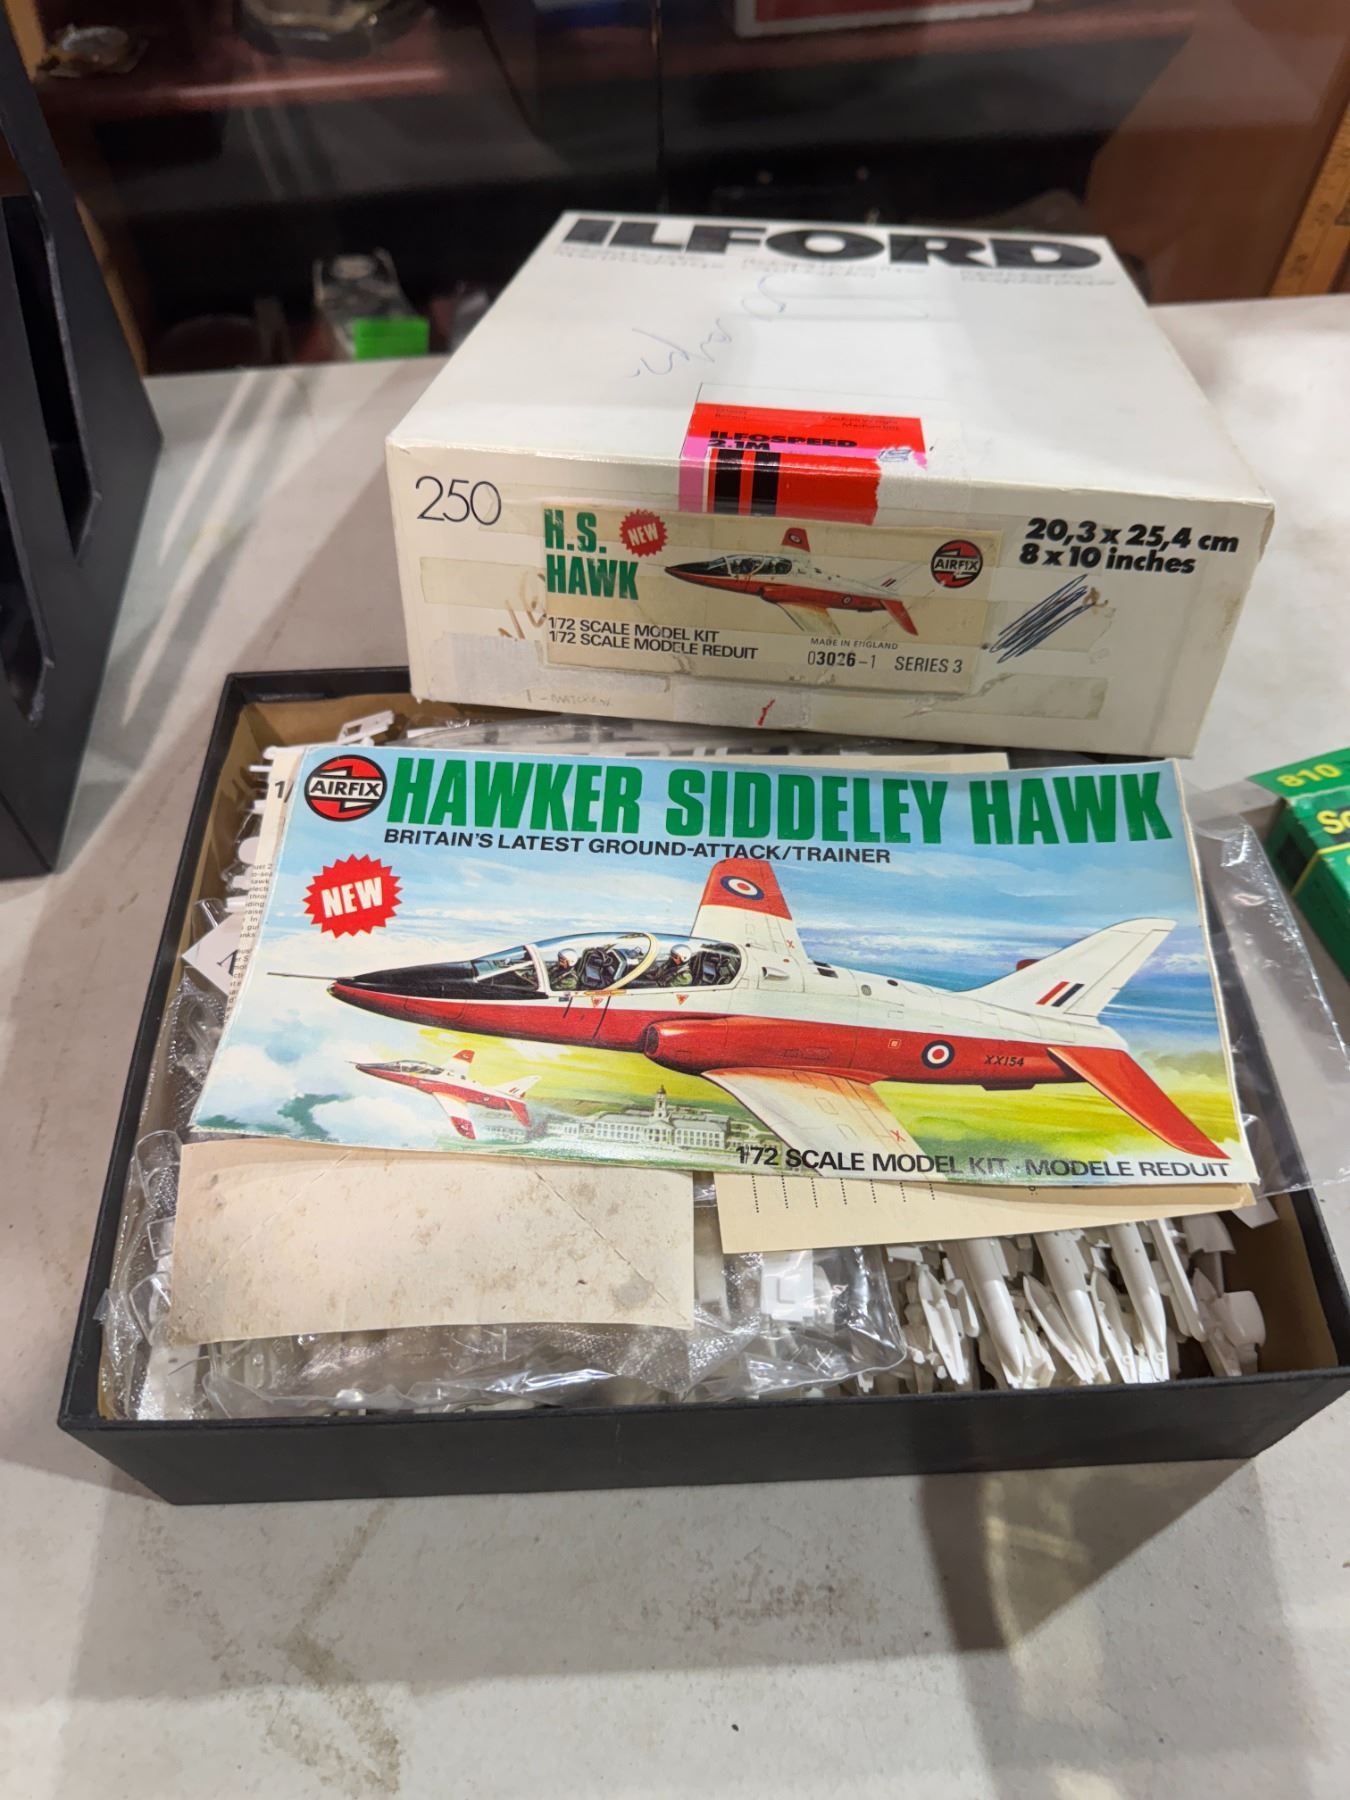 ILFORD
ILFOSPEED
2.1M
250
20,3 x 25,4 cm
8 x 10 inches
H.S.
HAWK
NEW
AIRFIX
1/72 SCALE MODEL KIT
1/72 SCALE MODELE REDUIT
MADE IN ENGLAND
03026-1 SERIES 3
AIRFIX
HAWKER SIDDELEY HAWK
BRITAIN'S LATEST GROUND-ATTACK/TRAINER
NEW
XX154
1/72 SCALE MODEL KIT · MODELE REDUIT
810